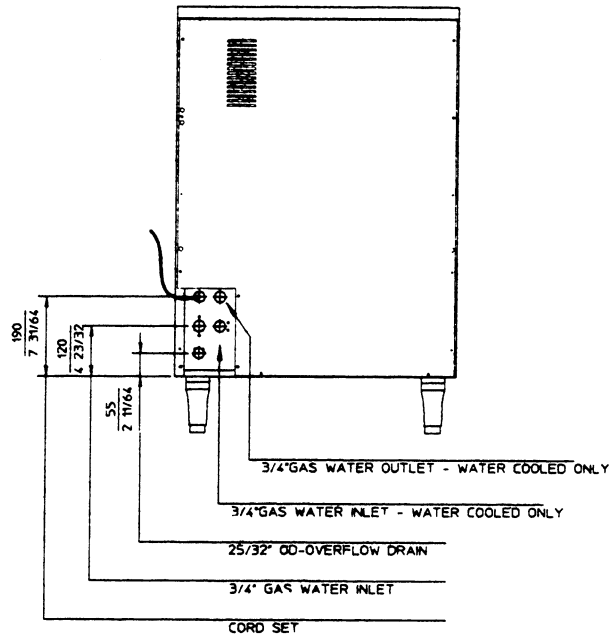 190
7 31/64
120
4 23/32
55
2 11/64
3/4"GAS WATER OUTLET - WATER COOLED ONLY
3/4"GAS WATER INLET - WATER COOLED ONLY
25/32" OD-OVERFLOW DRAIN
3/4" GAS WATER INLET
CORD SET